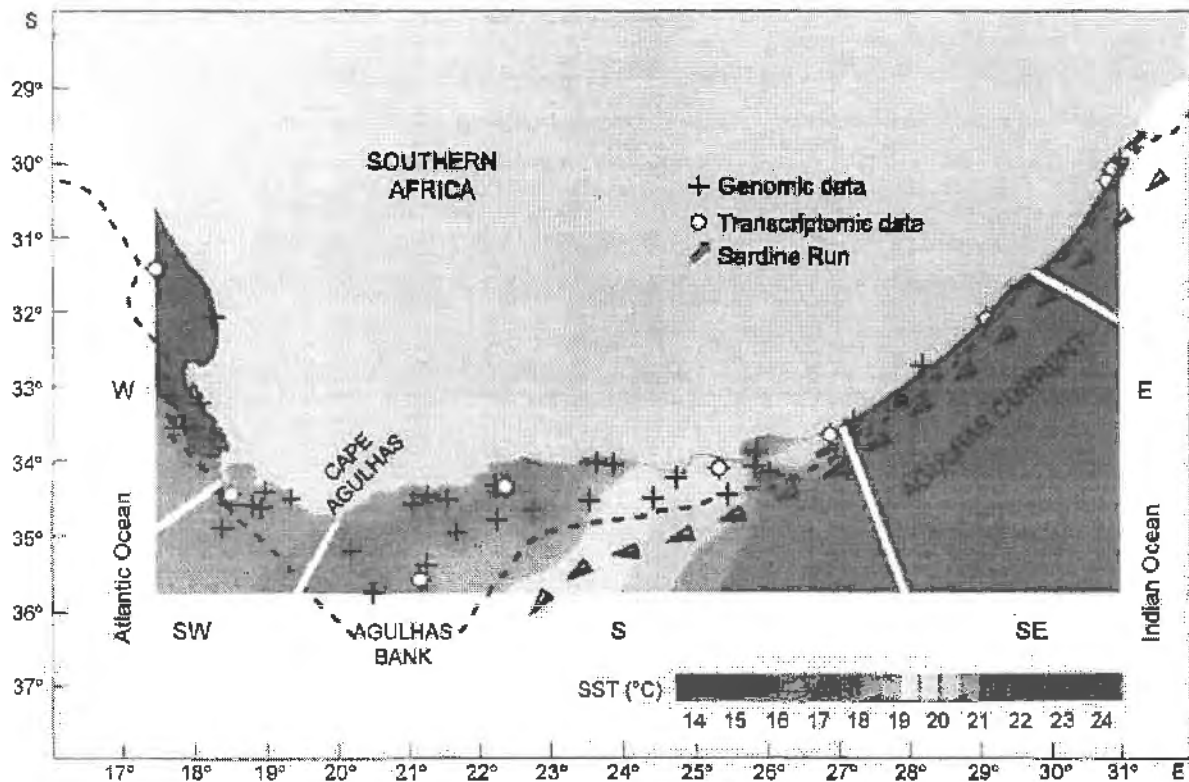 S
29°
30°
31°
32°
33°
34°
35°
36°
37°
SOUTHERN
AFRICA
Genomic data
Transcriptomic data
Sardine Run
W
E
CAPE
AGULHAS
AGULHAS CURRENT
Atlantic Ocean
Indian Ocean
SW
AGULHAS
BANK
S
SE
SST (°C)
14 15 16 17 18 19 20 21 22 23 24
17° 18° 19° 20° 21° 22° 23° 24° 25° 26° 27° 28° 29° 30° 31° E